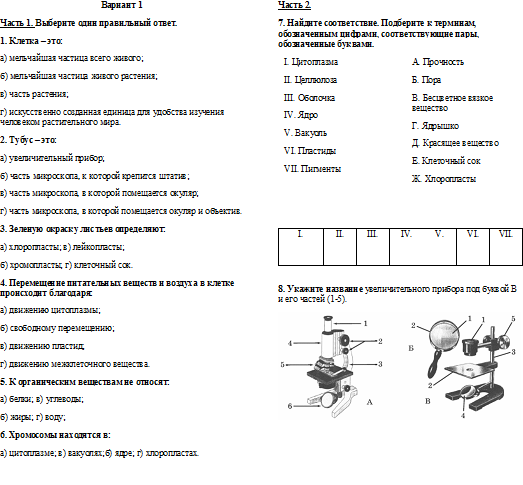 Вариант 1
Часть 1. Выберите один правильный ответ.
1. Клетка – это:
а) мельчайшая частица всего живого;
б) мельчайшая частица живого растения;
в) часть растения;
г) искусственно созданная единица для удобства изучения
человеком растительного мира.
2. Тубус – это:
а) увеличительный прибор;
б) часть микроскопа, к которой крепится штатив;
в) часть микроскопа, в которой помещается окуляр;
г) часть микроскопа, в которой помещается окуляр и объектив.
3. Зеленую окраску листьев определяют:
а) хлоропласты; в) лейкопласты;
б) хромопласты; г) клеточный сок.
4. Перемещение питательных веществ и воздуха в клетке
происходит благодаря:
а) движению цитоплазмы;
б) свободному перемещению;
в) движению пластид;
г) движению межклеточного вещества.
5. К органическим веществам не относят:
а) белки; в) углеводы;
б) жиры; г) воду;
6. Хромосомы находятся в:
а) цитоплазме; в) вакуолях; б) ядре; г) хлоропластах.
Часть 2.
7. Найдите соответствие. Подберите к терминам,
обозначенным цифрами, соответствующие пары,
обозначенные буквами.
I. Цитоплазма
II. Целлюлоза
III. Оболочка
IV. Ядро
V. Вакуоль
VI. Пластиды
VII. Пигменты
А. Прочность
Б. Пора
В. Бесцветное вязкое
вещество
Г. Ядрышко
Д. Красящее вещество
Е. Клеточный сок
Ж. Хлоропласты
I. II. III. IV. V. VI. VII.
8. Укажите название увеличительного прибора под буквой В
и его частей (1-5).
1
2
3
4
5
6
А
2
1
Б
1
5
3
2
4
В